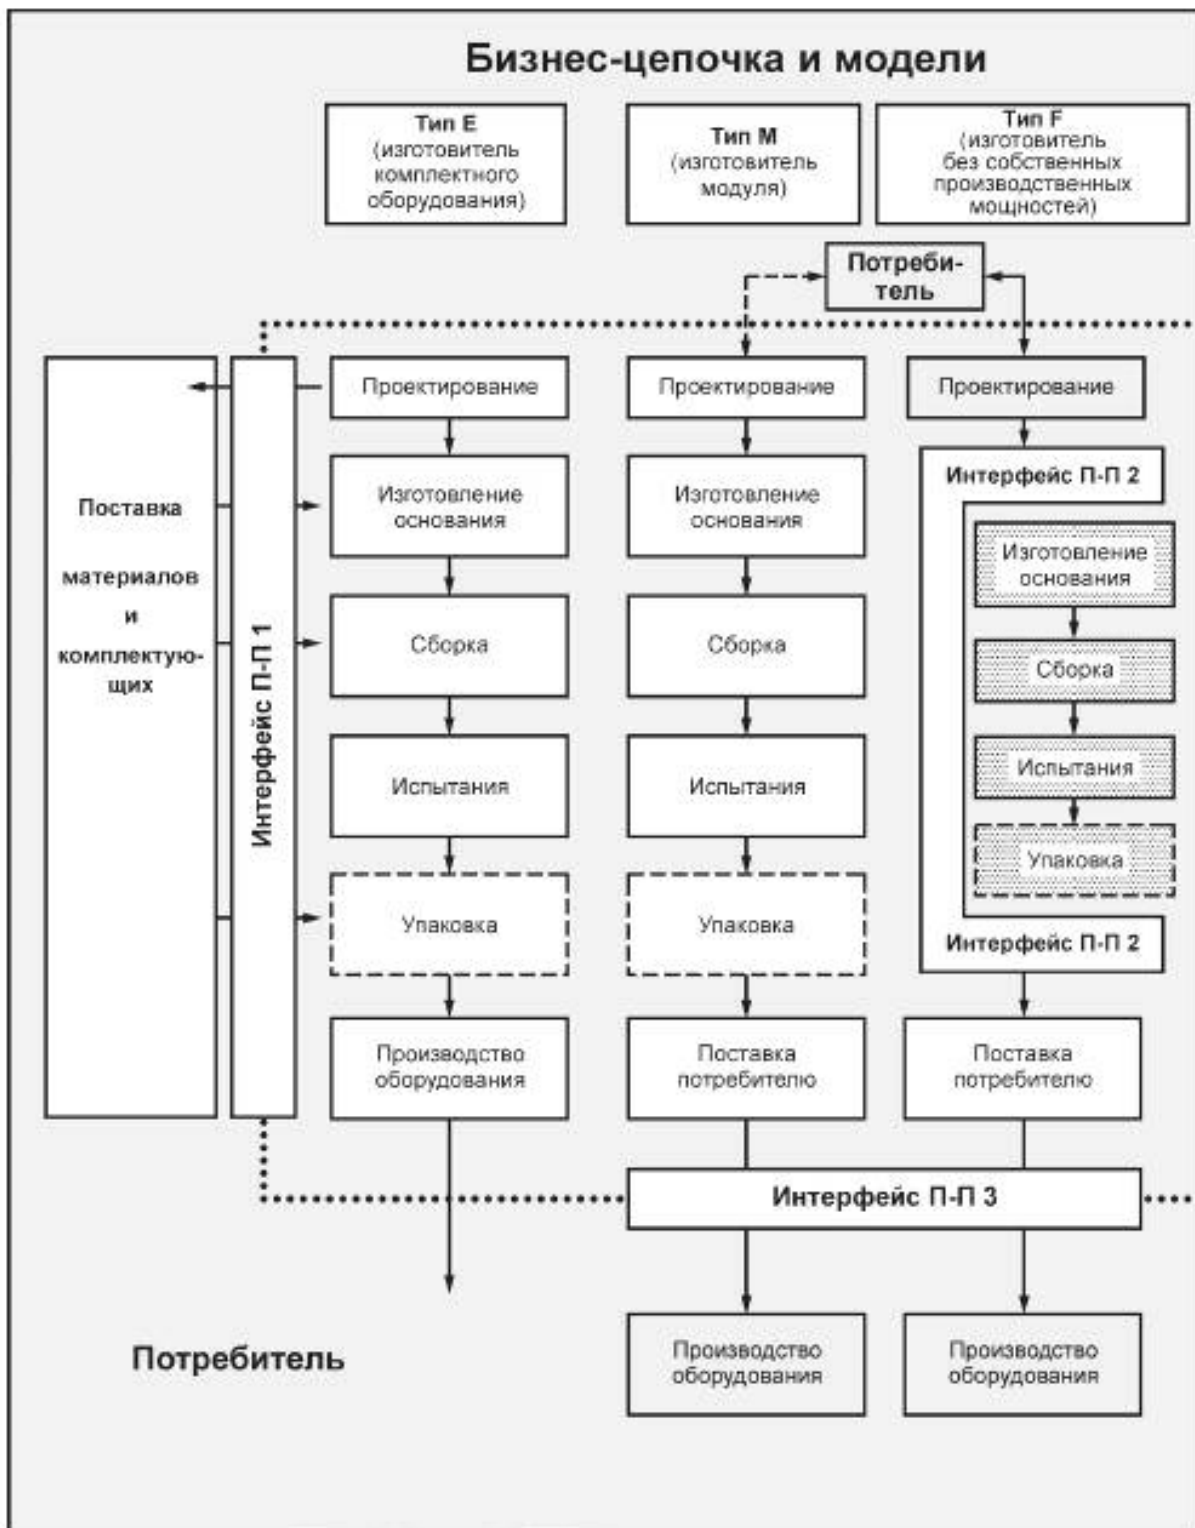 Бизнес-цепочка и модели
Тип E
(изготовитель
комплектного
оборудования)
Тип M
(изготовитель
модуля)
Тип F
(изготовитель
без собственных
производственных
мощностей)
Потреби-
тель
Поставка
материалов
и
комплектую-
щих
Интерфейс П-П 1
Проектирование
Изготовление
основания
Сборка
Испытания
Упаковка
Производство
оборудования
Проектирование
Изготовление
основания
Сборка
Испытания
Упаковка
Поставка
потребителю
Проектирование
Интерфейс П-П 2
Изготовление
основания
Сборка
Испытания
Упаковка
Интерфейс П-П 2
Поставка
потребителю
Интерфейс П-П 3
Потребитель
Производство
оборудования
Производство
оборудования